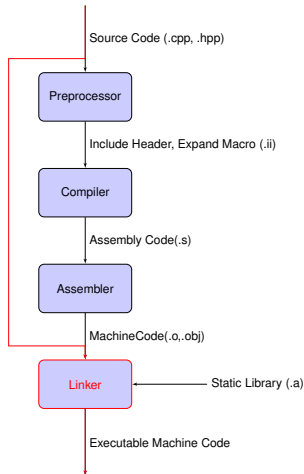 Source Code (.cpp, .hpp)
Preprocessor
Include Header, Expand Macro (.ii)
Compiler
Assembly Code(.s)
Assembler
MachineCode(.o,.obj)
Linker
Static Library (.a)
Executable Machine Code